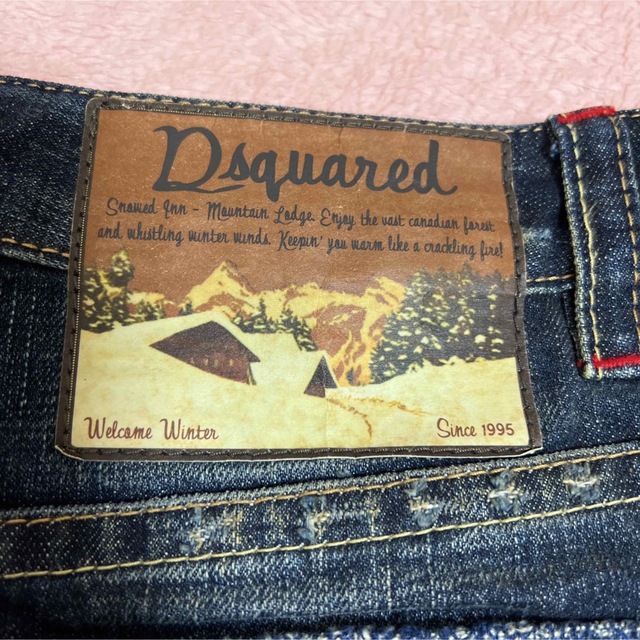 Dsquared
Snowed Inn - Mountain Lodge. Enjoy the vast canadian forest
and whistling winter winds. Keepin' you warm like a crackling fire!
Welcome Winter
Since 1995